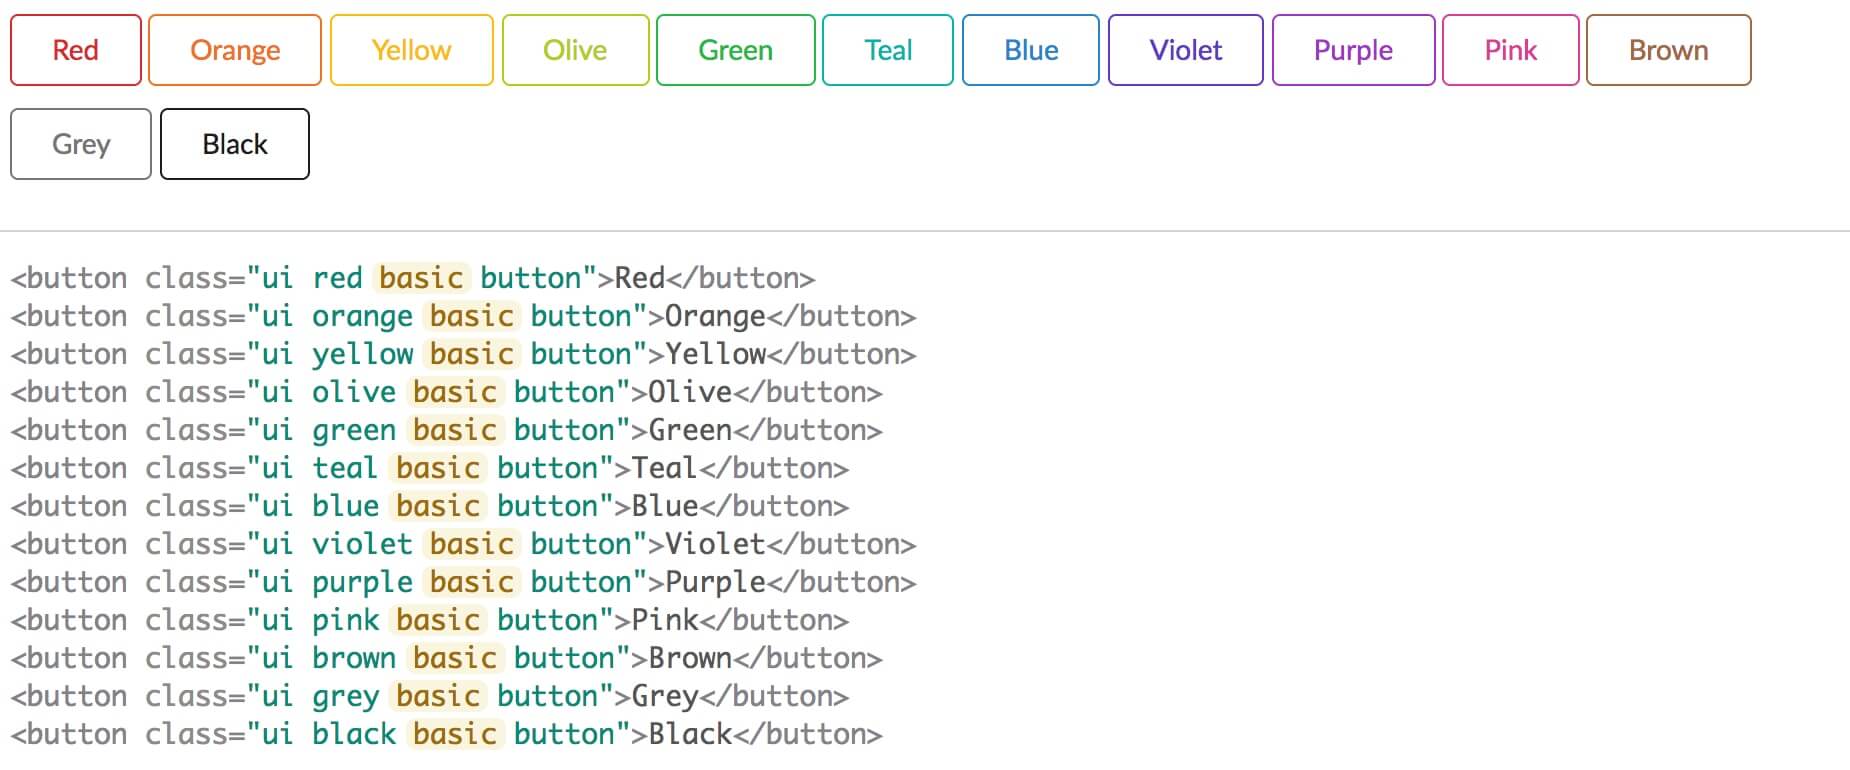 Red Orange Yellow Olive Green Teal Blue Violet Purple Pink Brown
Grey Black
<button class="ui red basic button">Red</button>
<button class="ui orange basic button">Orange</button>
<button class="ui yellow basic button">Yellow</button>
<button class="ui olive basic button">Olive</button>
<button class="ui green basic button">Green</button>
<button class="ui teal basic button">Teal</button>
<button class="ui blue basic button">Blue</button>
<button class="ui violet basic button">Violet</button>
<button class="ui purple basic button">Purple</button>
<button class="ui pink basic button">Pink</button>
<button class="ui brown basic button">Brown</button>
<button class="ui grey basic button">Grey</button>
<button class="ui black basic button">Black</button>